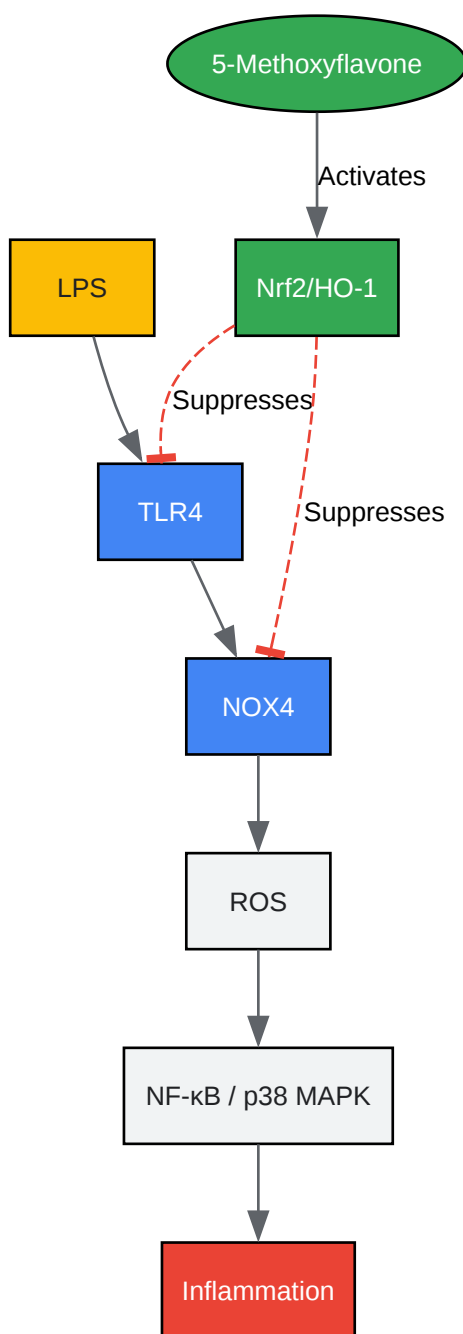 5-Methoxyflavone
Activates
LPS
Nrf2/HO-1
Suppresses
TLR4
Suppresses
NOX4
ROS
NF-κB / p38 MAPK
Inflammation